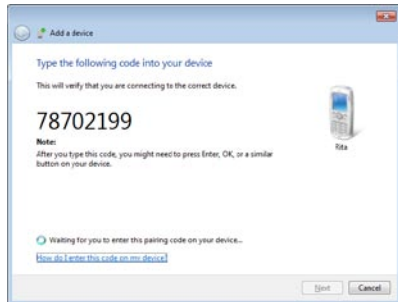 Add a device
Type the following code into your device
This will verify that you are connecting to the correct device.
78702199
Rita
Note:
After you type this code, you might need to press Enter, OK, or a similar
button on your device.
Waiting for you to enter this pairing code on your device...
How do I enter this code on my device?
Next Cancel